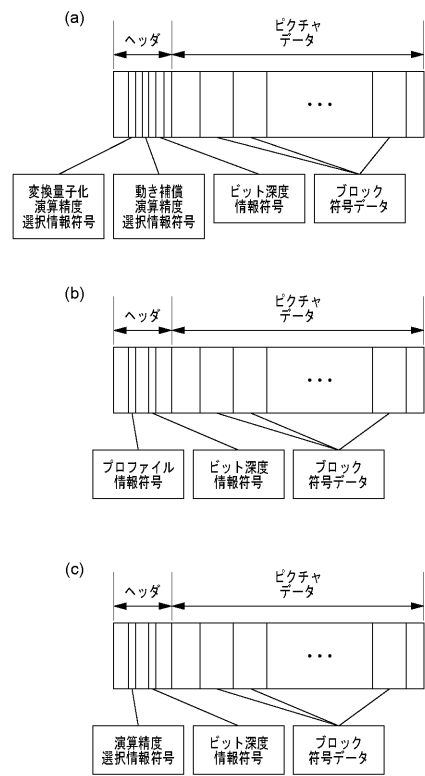 (a)
ヘッダ
ピクチャ
データ
変換量子化
演算精度
選択情報符号
動き補償
演算精度
選択情報符号
ビット深度
情報符号
ブロック
符号データ
(b)
ヘッダ
ピクチャ
データ
プロファイル
情報符号
ビット深度
情報符号
ブロック
符号データ
(c)
ヘッダ
ピクチャ
データ
演算精度
選択情報符号
ビット深度
情報符号
ブロック
符号データ